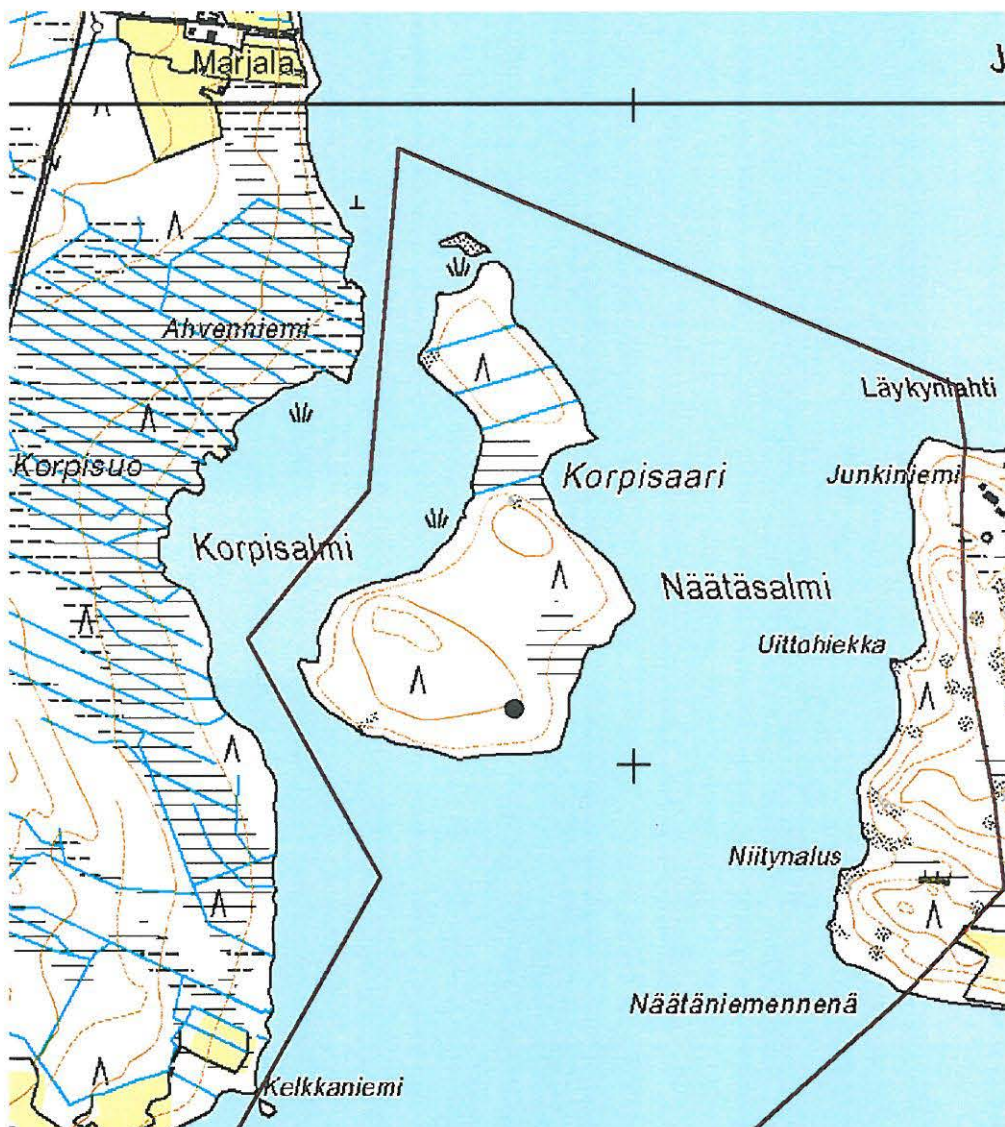 Marjala
J
Ahvenniemi
Läykynlahti
Korpisuo
Korpisaari
Junkiniemi
Korpisalmi
Näätäsalmi
Uittohiekka
Niitynalus
Näätäniemennenä
Kelkkaniemi